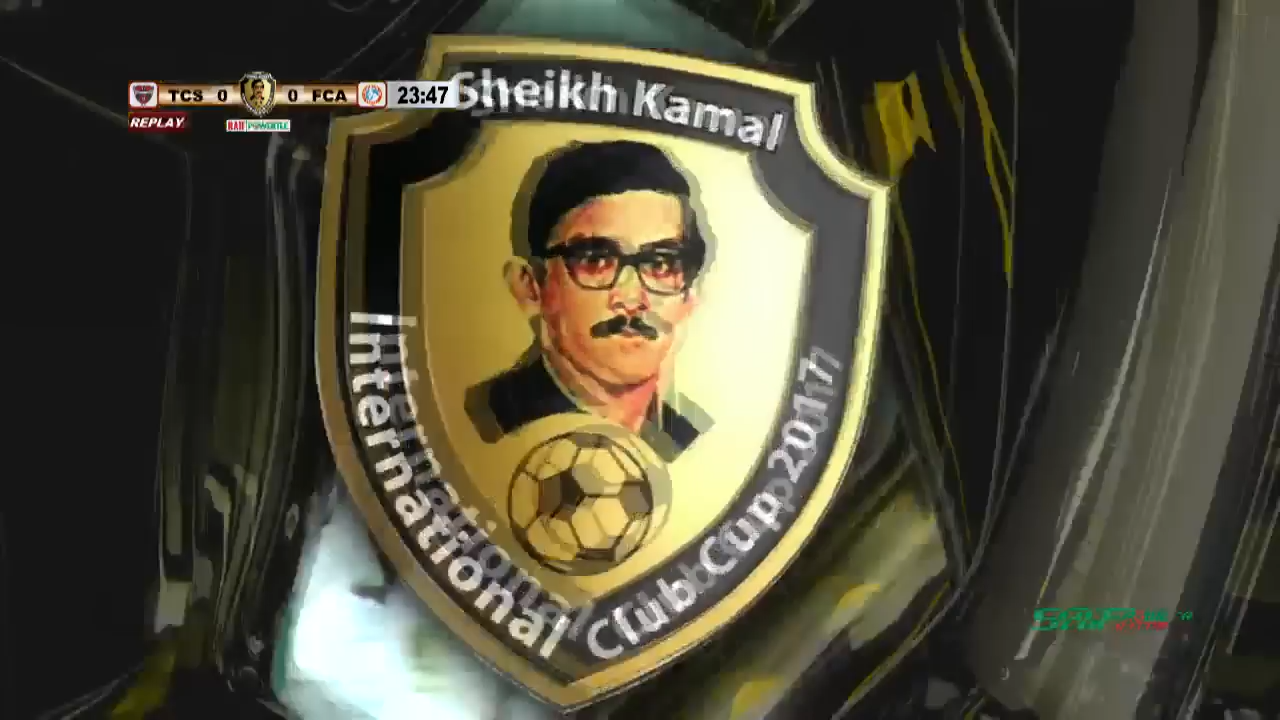 TCS 0 0 FCA 23:47
REPLAY
Sheikh Kamal
International
Club Cup 2017